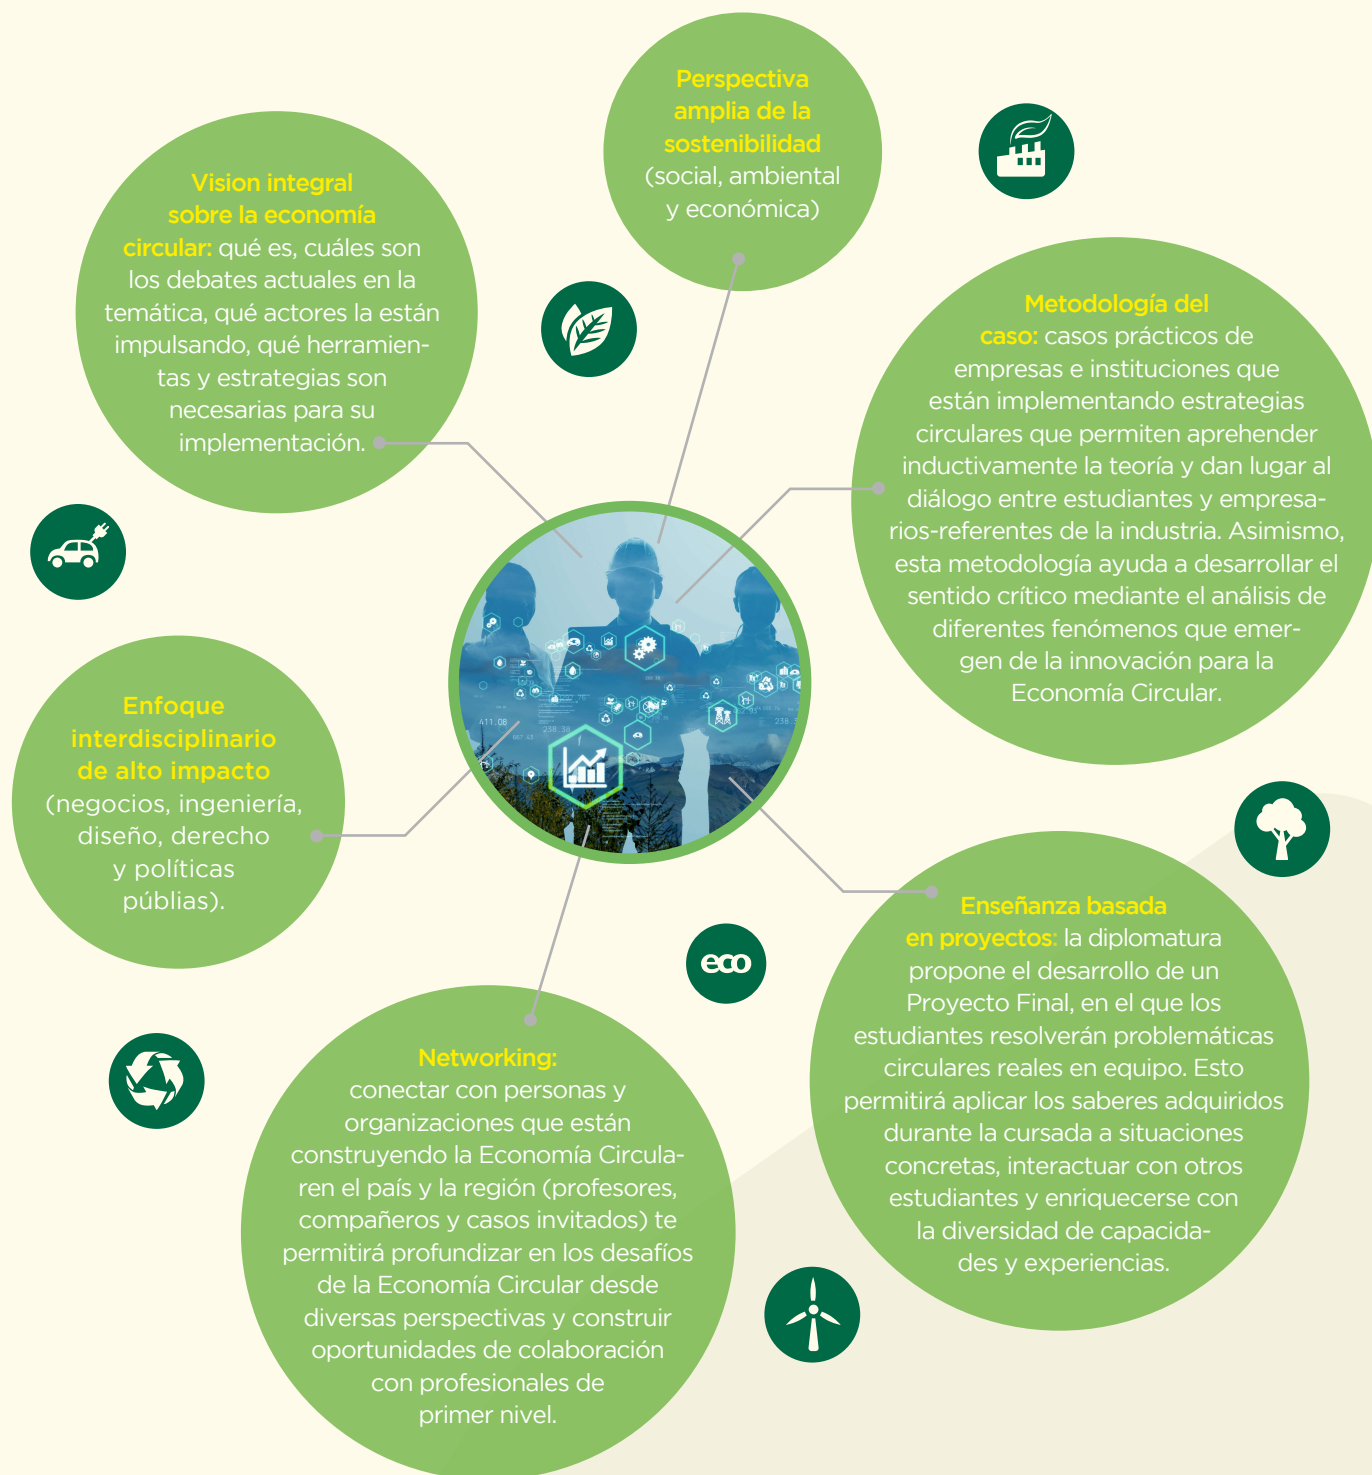 Perspectiva
amplia de la
sostenibilidad
(social, ambiental
y económica)
Vision integral
sobre la economía
circular: qué es, cuáles son
los debates actuales en la
temática, qué actores la están
impulsando, qué herramien-
tas y estrategias son
necesarias para su
implementación.
Metodología del
caso: casos prácticos de
empresas e instituciones que
están implementando estrategias
circulares que permiten aprehender
inductivamente la teoría y dan lugar al
diálogo entre estudiantes y empresa-
rios-referentes de la industria. Asimismo,
esta metodología ayuda a desarrollar el
sentido crítico mediante el análisis de
diferentes fenómenos que emer-
gen de la innovación para la
Economía Circular.
Enfoque
interdisciplinario
de alto impacto
(negocios, ingeniería,
diseño, derecho
y políticas
públias).
411.08
238.38
Enseñanza basada
en proyectos: la diplomatura
propone el desarrollo de un
Proyecto Final, en el que los
estudiantes resolverán problemáticas
circulares reales en equipo. Esto
permitirá aplicar los saberes adquiridos
durante la cursada a situaciones
concretas, interactuar con otros
estudiantes y enriquecerse con
la diversidad de capacida-
des y experiencias.
eco
Networking:
conectar con personas y
organizaciones que están
construyendo la Economía Circula-
ren el país y la región (profesores,
compañeros y casos invitados) te
permitirá profundizar en los desafíos
de la Economía Circular desde
diversas perspectivas y construir
oportunidades de colaboración
con profesionales de
primer nivel.